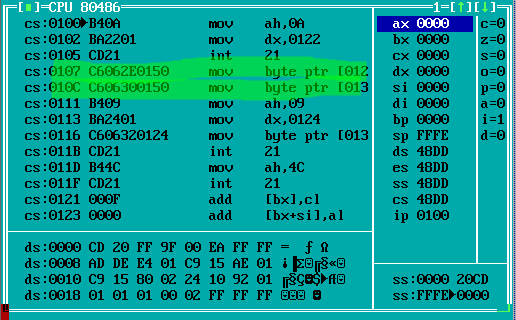 [■]=CPU 80486 1=[↑][↓]
cs:0100►B40A mov ah,0A
cs:0102 BA2201 mov dx,0122
cs:0105 CD21 int 21
cs:0107 C6062E0150 mov byte ptr [012
cs:010C C606300150 mov byte ptr [013
cs:0111 B409 mov ah,09
cs:0113 BA2401 mov dx,0124
cs:0116 C606320124 mov byte ptr [013
cs:011B CD21 int 21
cs:011D B44C mov ah,4C
cs:011F CD21 int 21
cs:0121 000F add [bx],cl
cs:0123 0000 add [bx+si],al
ax 0000 c=0
bx 0000 z=0
cx 0000 s=0
dx 0000 o=0
si 0000 p=0
di 0000 a=0
bp 0000 i=1
sp FFFE d=0
ds 48DD
es 48DD
ss 48DD
cs 48DD
ip 0100
ds:0000 CD 20 FF 9F 00 EA FF FF = ƒ Ω
ds:0008 AD DE E4 01 C9 15 AE 01 ¡▐Σ☺╔§«☺
ds:0010 C9 15 80 02 24 10 92 01 ╔§Ç☻$►Æ☺
ds:0018 01 01 01 00 02 FF FF FF ☺☺☺ ☻
ss:0000 20CD
ss:FFFE►0000